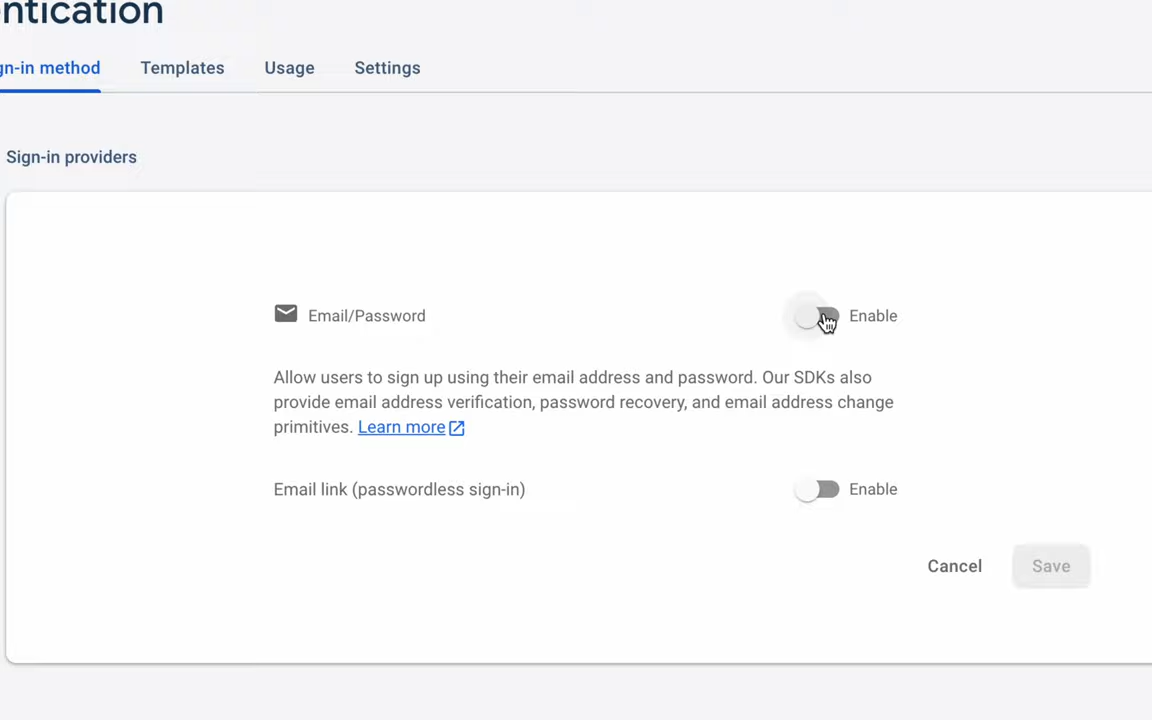 ntication
gn-in method Templates Usage Settings
Sign-in providers
Email/Password Enable
Allow users to sign up using their email address and password. Our SDKs also
provide email address verification, password recovery, and email address change
primitives. Learn more
Email link (passwordless sign-in) Enable
Cancel Save